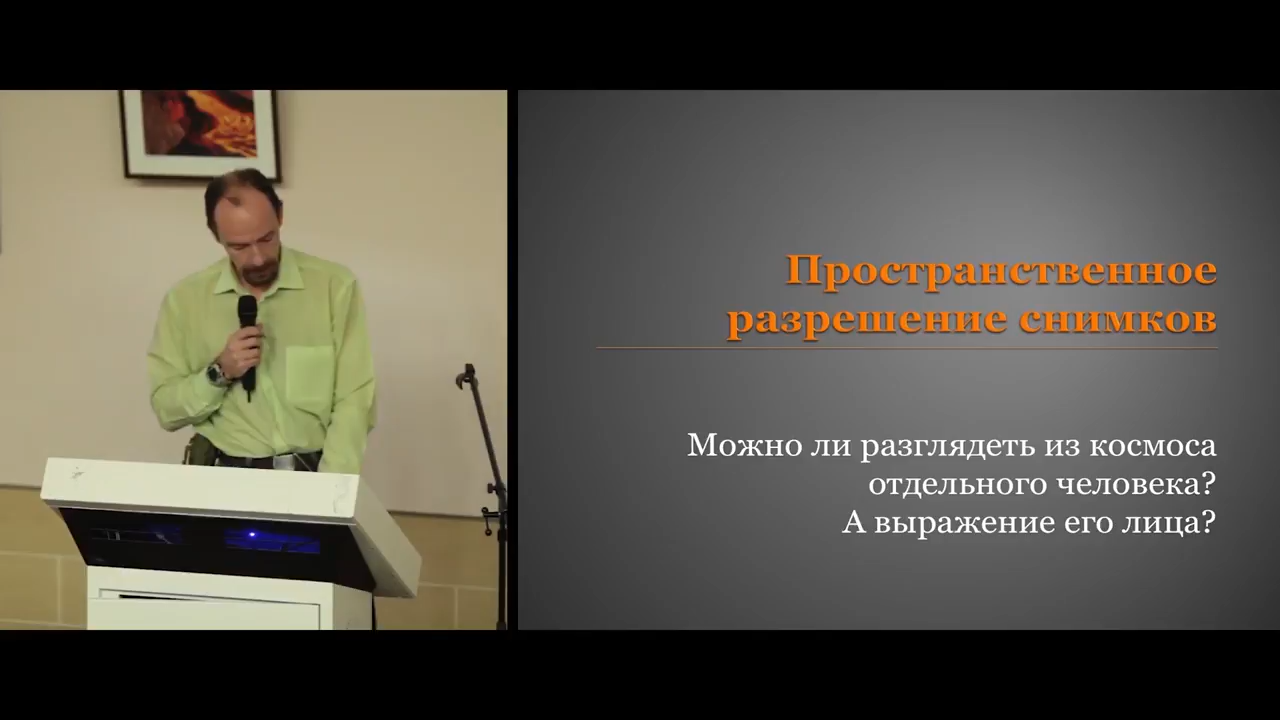 Пространственное
разрешение снимков
Можно ли разглядеть из космоса
отдельного человека?
А выражение его лица?